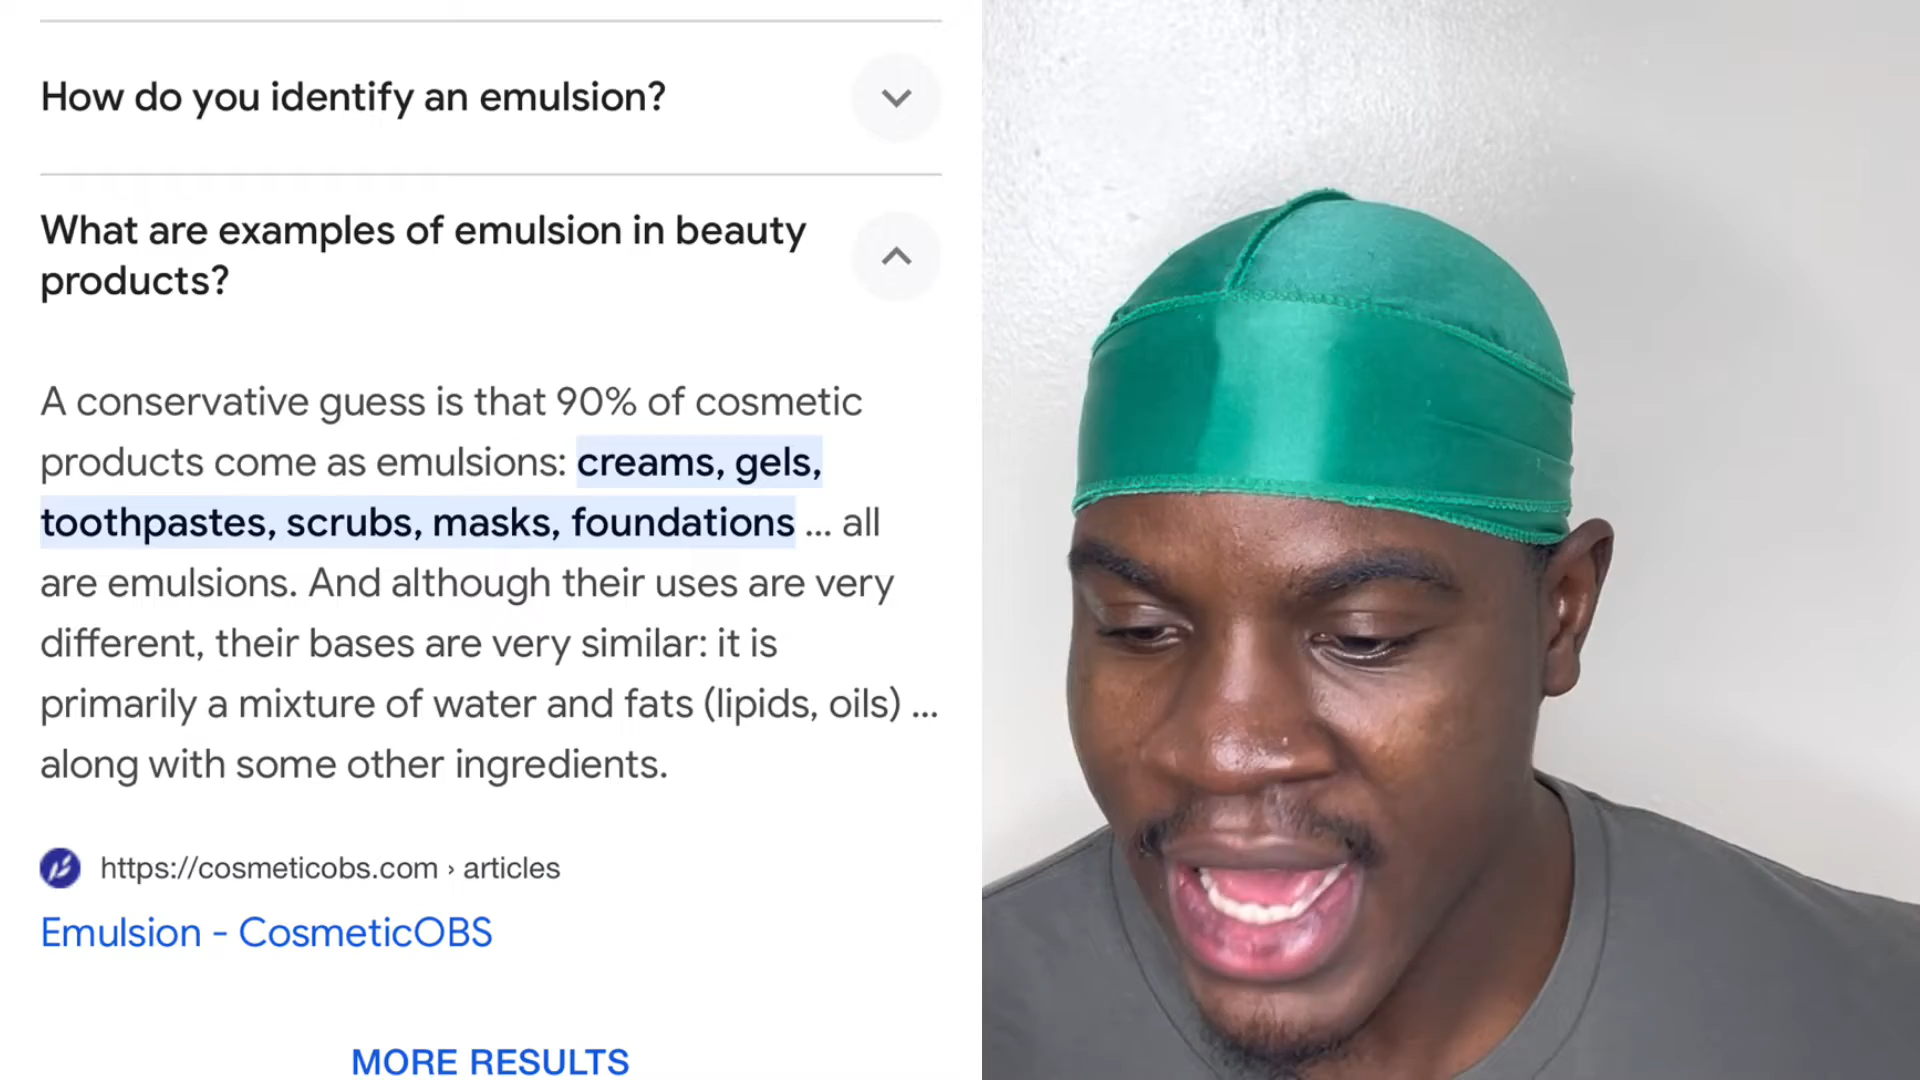 How do you identify an emulsion?
What are examples of emulsion in beauty
products?
A conservative guess is that 90% of cosmetic
products come as emulsions: creams, gels,
toothpastes, scrubs, masks, foundations ... all
are emulsions. And although their uses are very
different, their bases are very similar: it is
primarily a mixture of water and fats (lipids, oils) ...
along with some other ingredients.
https://cosmeticobs.com › articles
Emulsion - CosmeticOBS
MORE RESULTS